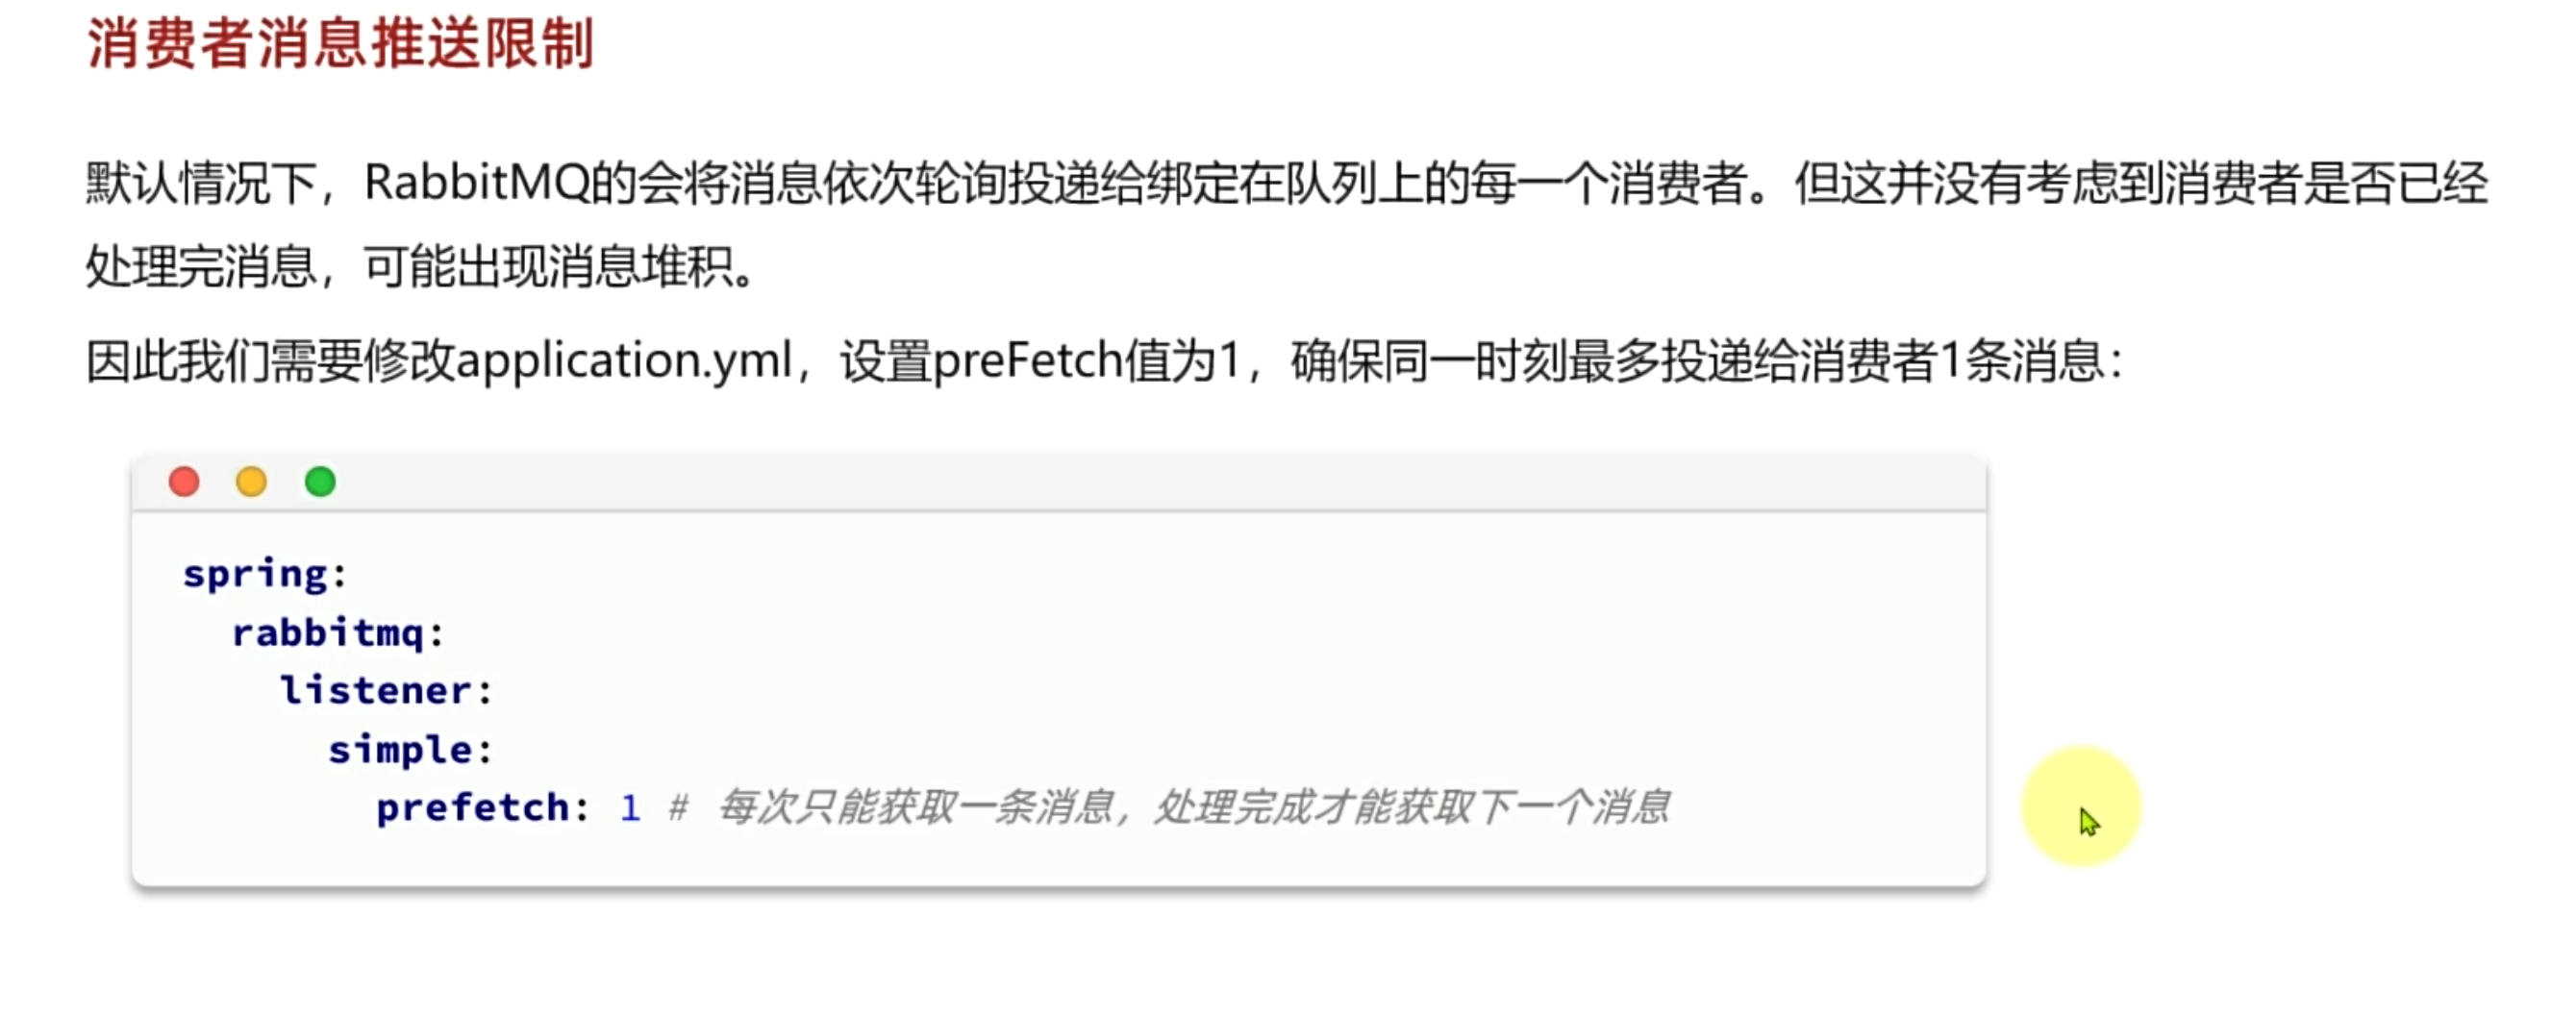 消费者消息推送限制
默认情况下，RabbitMQ的会将消息依次轮询投递给绑定在队列上的每一个消费者。但这并没有考虑到消费者是否已经
处理完消息，可能出现消息堆积。
因此我们需要修改application.yml，设置preFetch值为1，确保同一时刻最多投递给消费者1条消息：
spring:
  rabbitmq:
    listener:
      simple:
        prefetch: 1 # 每次只能获取一条消息，处理完成才能获取下一个消息